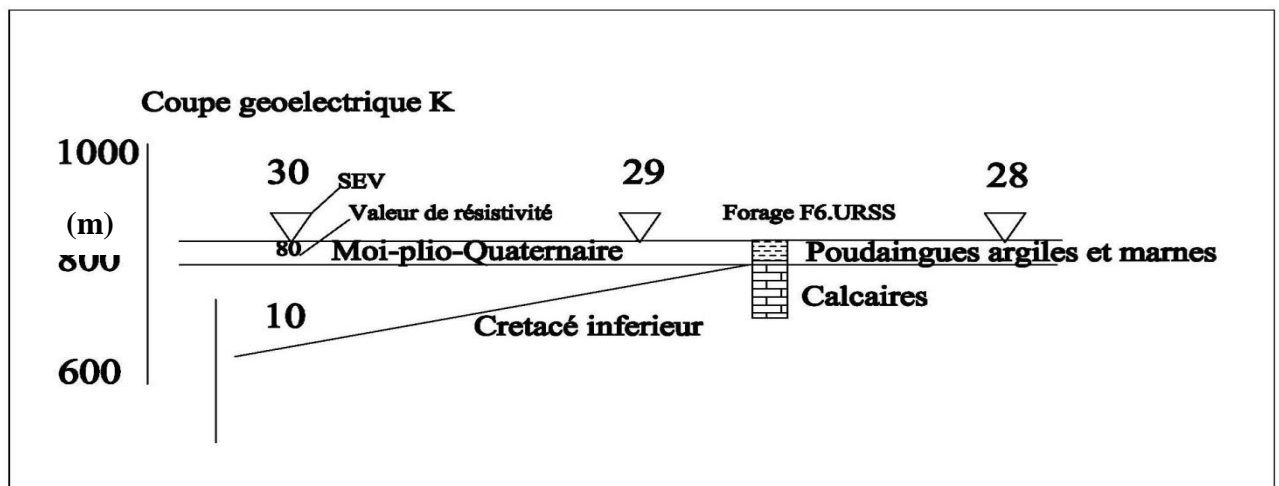 Coupe geoelectrique K
1000
30
29
28
SEV
(m)
Valeur de résistivité
Forage F6.URSS
80
Moi-plio-Quaternaire
Poudaingues argiles et marnes
800
Calcaires
10
Cretacé inferieur
600